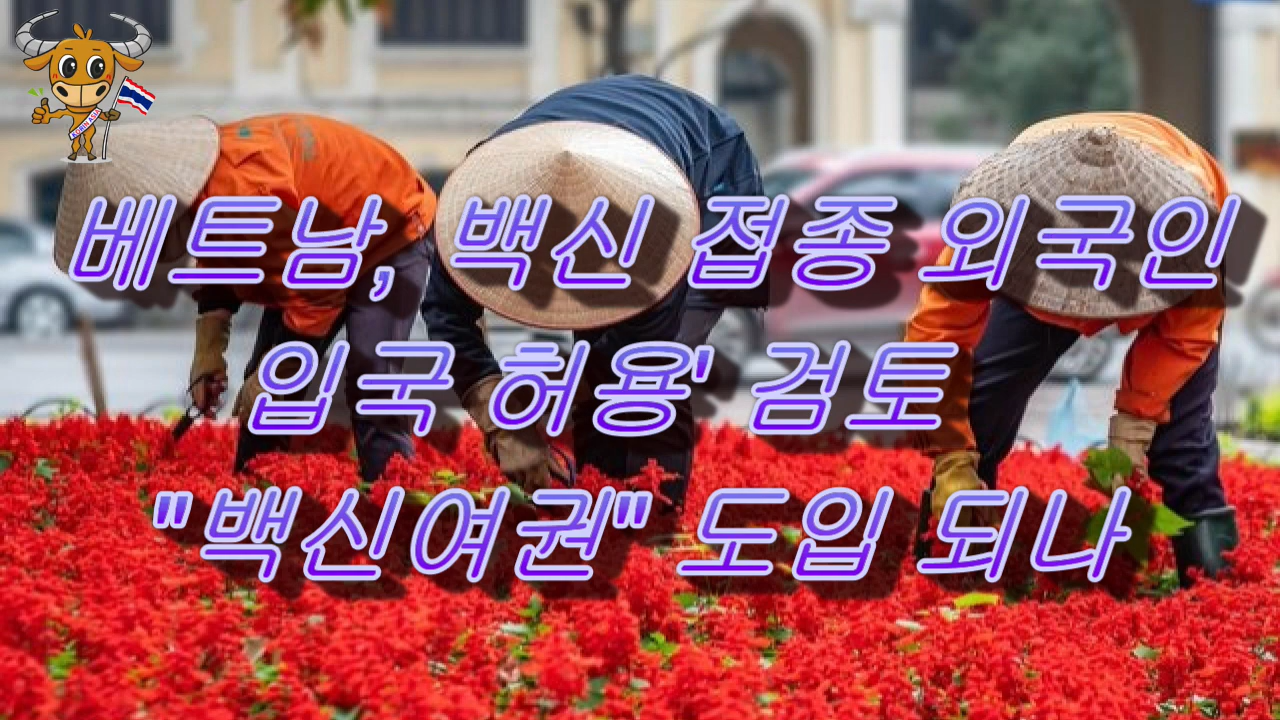 베트남, 백신 접종 외국인
입국 허용' 검토
"백신여권" 도입 되나